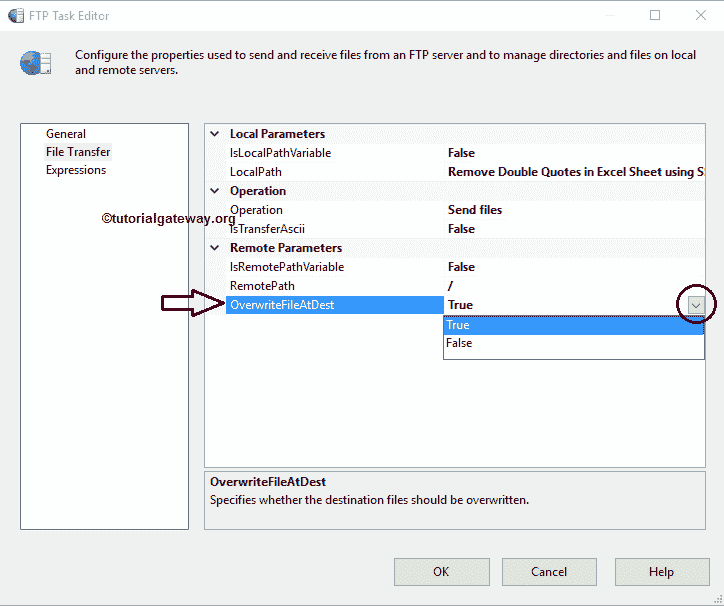 FTP Task Editor
Configure the properties used to send and receive files from an FTP server and to manage directories and files on local
and remote servers.
General
File Transfer
Expressions
©tutorialgateway.org
Local Parameters
IsLocalPathVariable False
LocalPath Remove Double Quotes in Excel Sheet using S
Operation
Operation Send files
IsTransferAscii False
Remote Parameters
IsRemotePathVariable False
RemotePath /
OverwriteFileAtDest True
True
False
OverwriteFileAtDest
Specifies whether the destination files should be overwritten.
OK Cancel Help